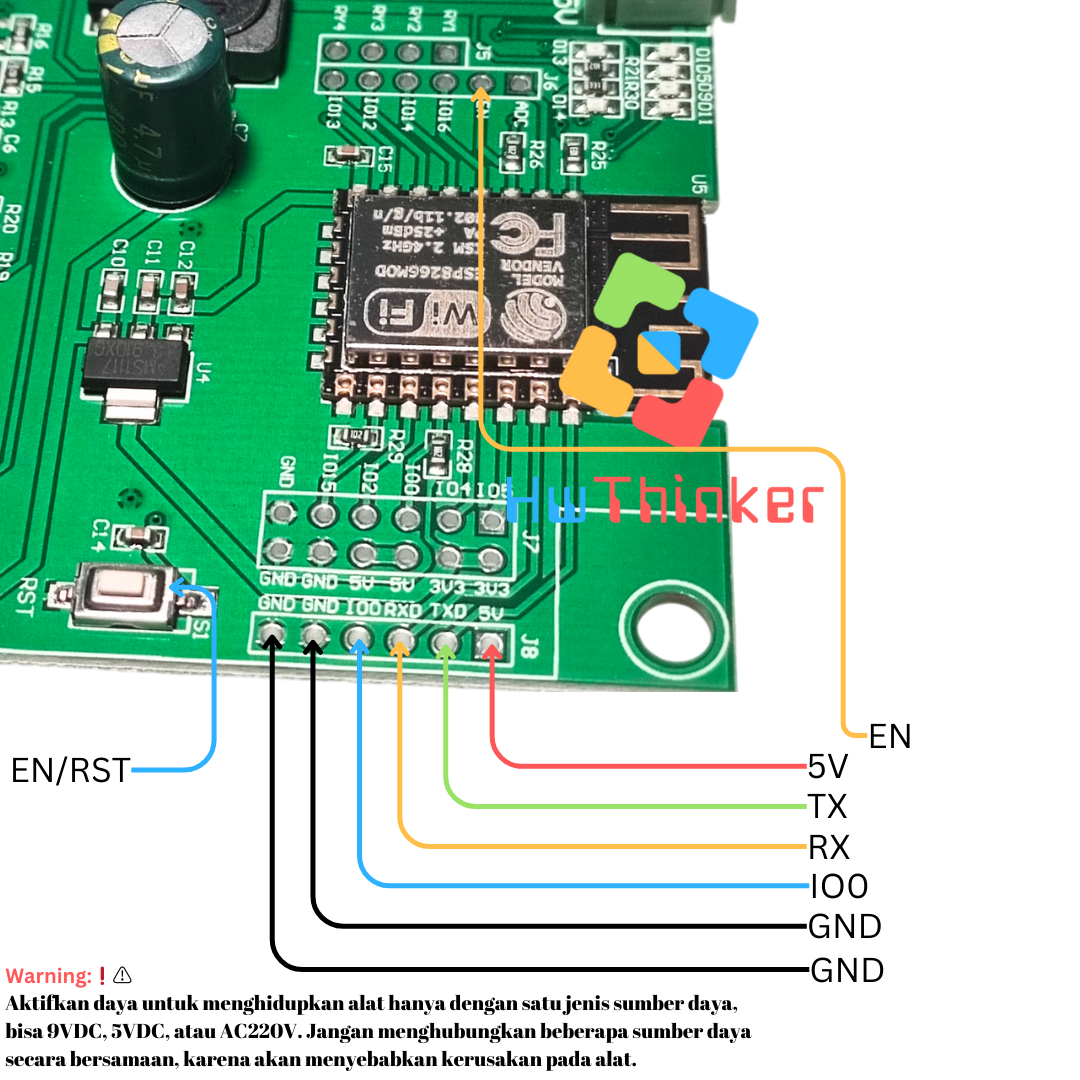 R16
R15
R13
C6
R20
R19
4.7
C7
RY4
RY3
RY2
RY1
J5
J6
5V
D13
R21
R30
D14
D10
D5
D9
D11
IO13
IO12
IO14
IO16
EN
ADC
C15
R26
R25
U5
MODEL
VENDOR
ESP8266MOD
ISM 2.4GHz
PA +25dBm
802.11b/g/n
FC
WiFi
C10
C11
C12
AMS1117
U4
R29
R28
GND
IO15
IO2
IO0
IO4
IO5
J7
HwThinker
C14
RST
S1
GND GND 5V 5V 3V3 3V3
GND GND IO0 RXD TXD 5V
J8
EN/RST
EN
5V
TX
RX
IO0
GND
GND
Warning:❗⚠
Aktifkan daya untuk menghidupkan alat hanya dengan satu jenis sumber daya,
bisa 9VDC, 5VDC, atau AC220V. Jangan menghubungkan beberapa sumber daya
secara bersamaan, karena akan menyebabkan kerusakan pada alat.